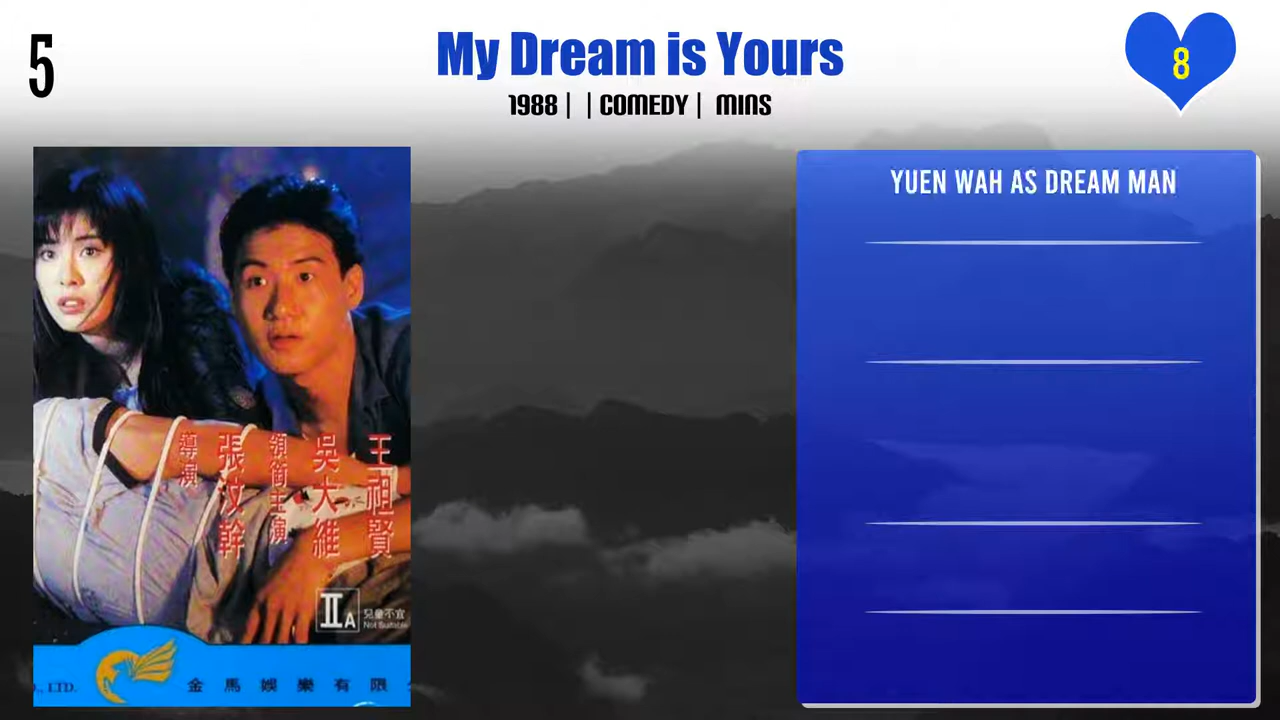 5
My Dream is Yours
8
1988 | | COMEDY | MINS
YUEN WAH AS DREAM MAN
王祖賢
吳大維
領銜主演
張汶幹
導演
IIA
兒童不宜
Not Suitable
LTD.
金馬娛樂有限